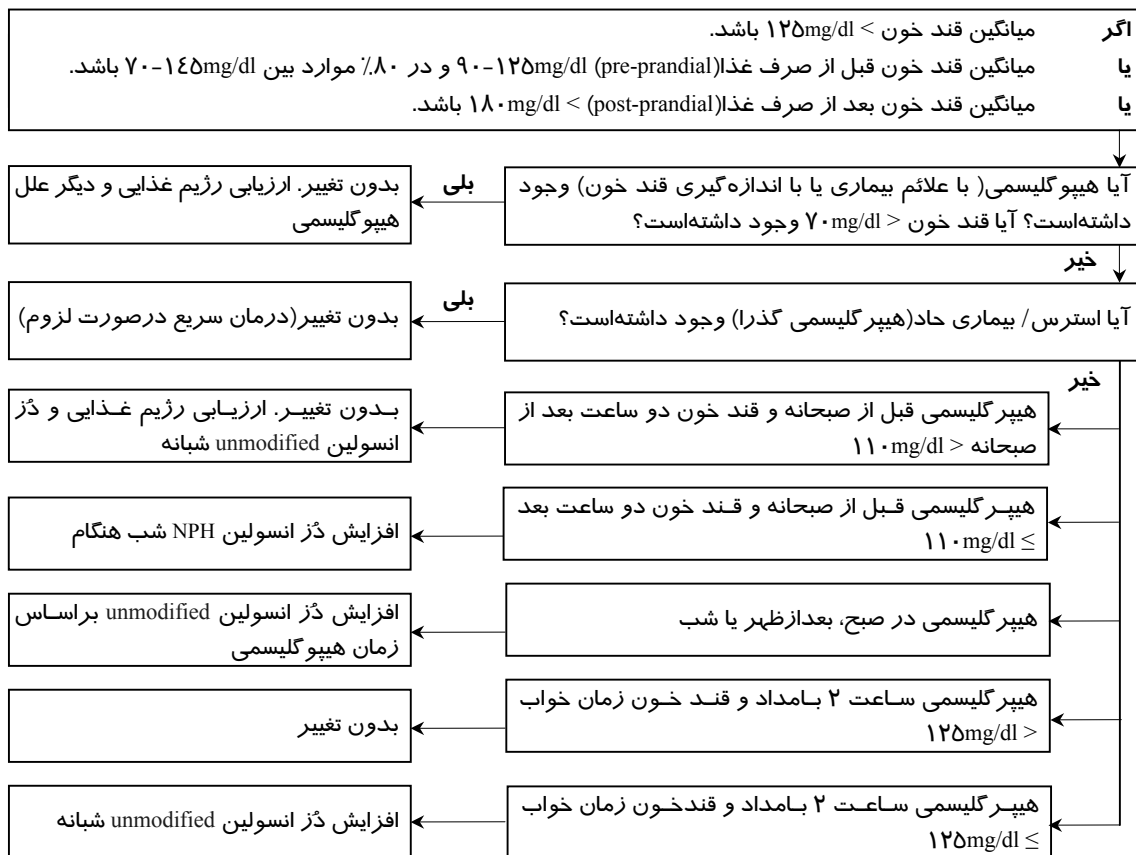 اگر میانگین قند خون > ۱۲۵mg/dl باشد.
یا میانگین قند خون قبل از صرف غذا(pre-prandial) ۹۰-۱۲۵mg/dl و در ۸۰٪ موارد بین ۷۰-۱۴۵mg/dl باشد.
یا میانگین قند خون بعد از صرف غذا(post-prandial) > ۱۸۰mg/dl باشد.
آیا هیپوگلیسمی( با علائم بیماری یا با اندازه‌گیری قند خون) وجود
داشته‌است؟ آیا قند خون < ۷۰mg/dl وجود داشته‌است؟
بلی
بدون تغییر. ارزیابی رژیم غذایی و دیگر علل
هیپوگلیسمی
خیر
آیا استرس/ بیماری حاد(هیپرگلیسمی گذرا) وجود داشته‌است؟
بلی
بدون تغییر(درمان سریع درصورت لزوم)
خیر
هیپرگلیسمی قبل از صبحانه و قند خون دو ساعت بعد از
صبحانه < ۱۱۰mg/dl >
بدون تغییر. ارزیابی رژیم غذایی و دُز
انسولین unmodified شبانه
هیپرگلیسمی قبل از صبحانه و قند خون دو ساعت بعد
≥ ۱۱۰mg/dl ≤
افزایش دُز انسولین NPH شب هنگام
هیپرگلیسمی در صبح، بعدازظهر یا شب
افزایش دُز انسولین unmodified براساس
زمان هیپوگلیسمی
هیپرگلیسمی ساعت ۲ بامداد و قند خون زمان خواب
< ۱۲۵mg/dl >
بدون تغییر
هیپرگلیسمی ساعت ۲ بامداد و قندخون زمان خواب
≥ ۱۲۵mg/dl ≤
افزایش دُز انسولین unmodified شبانه